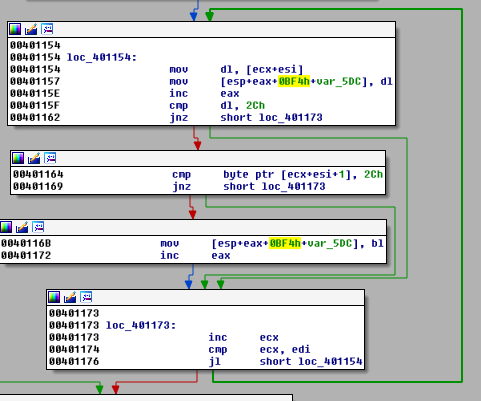 00401154
00401154 loc_401154:
00401154 mov dl, [ecx+esi]
00401157 mov [esp+eax+0BF4h+var_5DC], dl
0040115E inc eax
0040115F cmp dl, 2Ch
00401162 jnz short loc_401173
00401164 cmp byte ptr [ecx+esi+1], 2Ch
00401169 jnz short loc_401173
0040116B mov [esp+eax+0BF4h+var_5DC], bl
00401172 inc eax
00401173
00401173 loc_401173:
00401173 inc ecx
00401174 cmp ecx, edi
00401176 jl short loc_401154